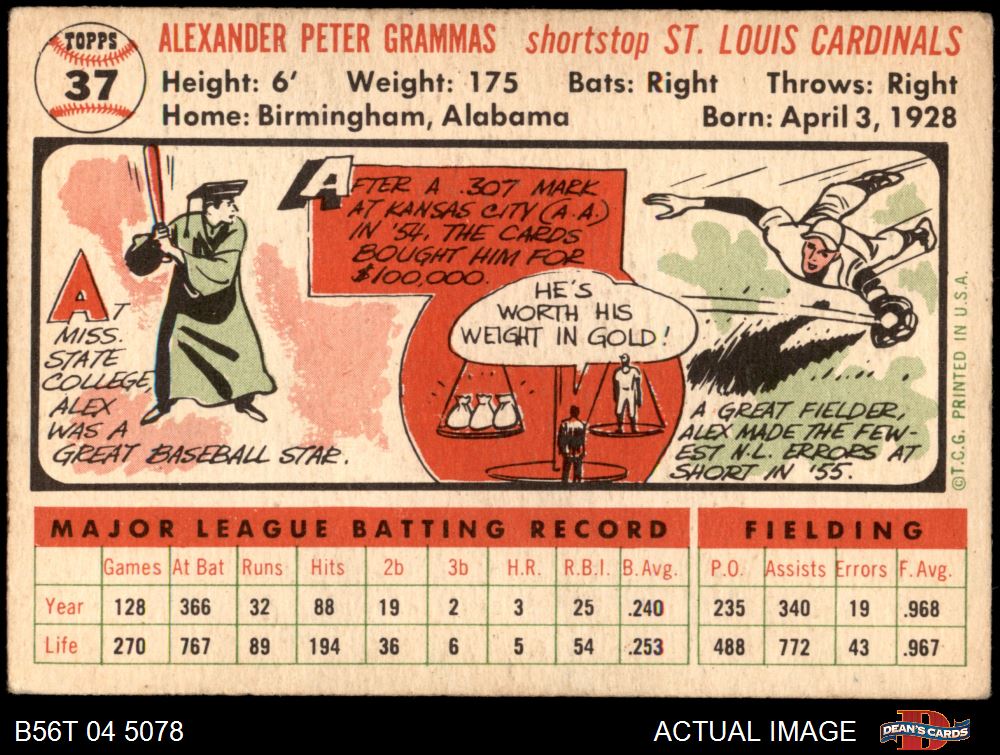 TOPPS
37
ALEXANDER PETER GRAMMAS shortstop ST. LOUIS CARDINALS
Height: 6' Weight: 175 Bats: Right Throws: Right
Home: Birmingham, Alabama Born: April 3, 1928
AT
MISS.
STATE
COLLEGE,
ALEX
WAS A
GREAT BASEBALL STAR.
AFTER A .307 MARK
AT KANSAS CITY (A.A.)
IN '54, THE CARDS
BOUGHT HIM FOR
$100,000.
HE'S
WORTH HIS
WEIGHT IN GOLD!
A GREAT FIELDER,
ALEX MADE THE FEW-
EST N.L. ERRORS AT
SHORT IN '55.
©T.C.G. PRINTED IN U.S.A.
MAJOR LEAGUE BATTING RECORD FIELDING
Games At Bat Runs Hits 2b 3b H.R. R.B.I. B.Avg. P.O. Assists Errors F.Avg.
Year 128 366 32 88 19 2 3 25 .240 235 340 19 .968
Life 270 767 89 194 36 6 5 54 .253 488 772 43 .967
B56T 04 5078 ACTUAL IMAGE DEAN'S CARDS